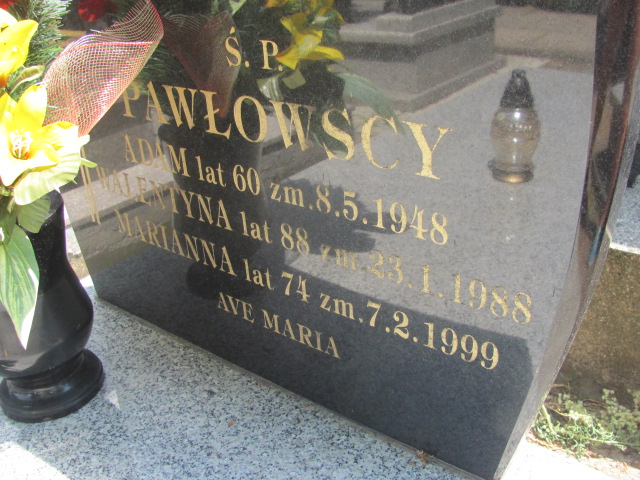 Ś. P.
PAWŁOWSCY
ADAM lat 60 zm.8.5.1948
WALENTYNA lat 88 zm.23.1.1988
MARIANNA lat 74 zm.7.2.1999
AVE MARIA